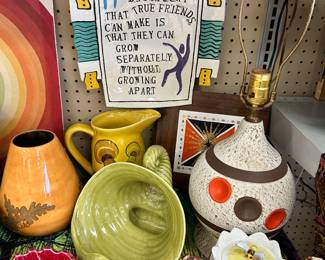 THAT TRUE FRIENDS
CAN MAKE IS
THAT THEY CAN
GROW
SEPARATELY
WITHOUT
GROWING
APART